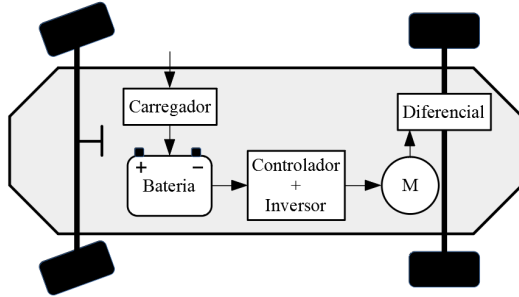 Carregador
Diferencial
+ −
Bateria
Controlador
+
Inversor
M